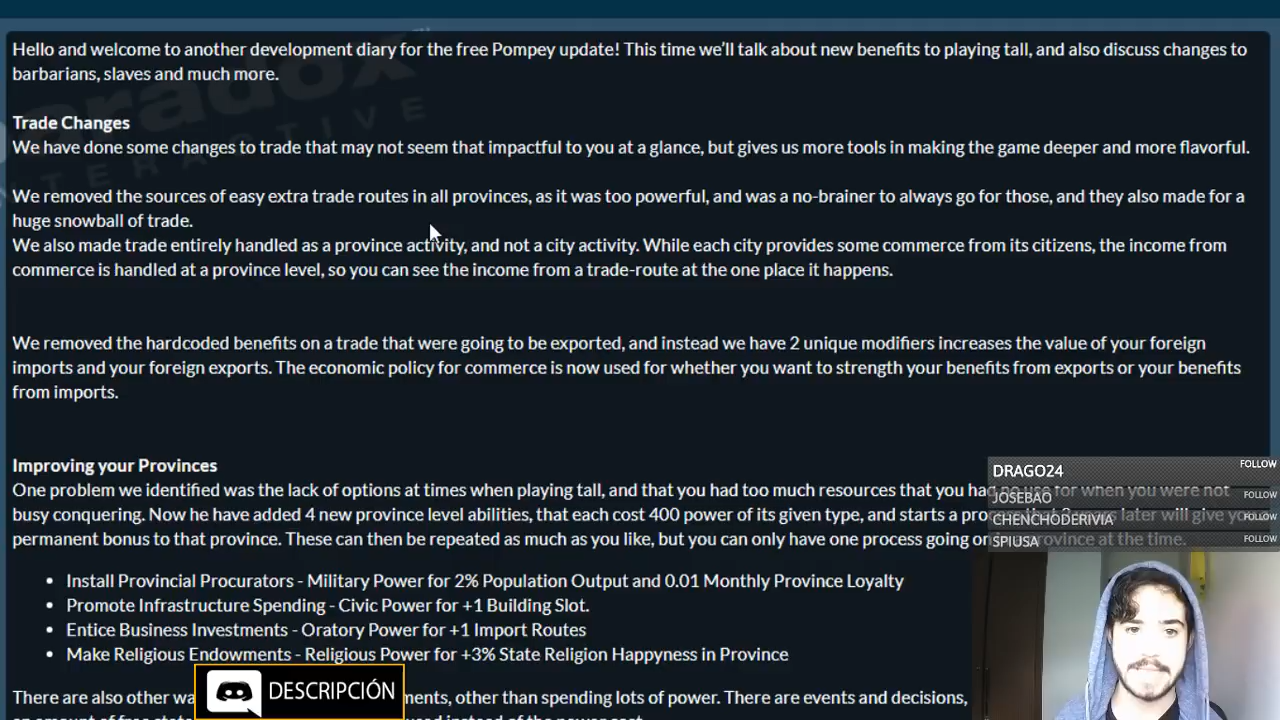 Hello and welcome to another development diary for the free Pompey update! This time we'll talk about new benefits to playing tall, and also discuss changes to
barbarians, slaves and much more.
Trade Changes
We have done some changes to trade that may not seem that impactful to you at a glance, but gives us more tools in making the game deeper and more flavorful.
We removed the sources of easy extra trade routes in all provinces, as it was too powerful, and was a no-brainer to always go for those, and they also made for a
huge snowball of trade.
We also made trade entirely handled as a province activity, and not a city activity. While each city provides some commerce from its citizens, the income from
commerce is handled at a province level, so you can see the income from a trade-route at the one place it happens.
We removed the hardcoded benefits on a trade that were going to be exported, and instead we have 2 unique modifiers increases the value of your foreign
imports and your foreign exports. The economic policy for commerce is now used for whether you want to strength your benefits from exports or your benefits
from imports.
Improving your Provinces
One problem we identified was the lack of options at times when playing tall, and that you had too much resources that you had no use for when you were not
busy conquering. Now he have added 4 new province level abilities, that each cost 400 power of its given type, and starts a later will give you
permanent bonus to that province. These can then be repeated as much as you like, but you can only have one process going on province at the time.
• Install Provincial Procurators - Military Power for 2% Population Output and 0.01 Monthly Province Loyalty
• Promote Infrastructure Spending - Civic Power for +1 Building Slot.
• Entice Business Investments - Oratory Power for +1 Import Routes
• Make Religious Endowments - Religious Power for +3% State Religion Happyness in Province
There are also other other than spending lots of power. There are events and decisions,
paradox
INTERACTIVE
DRAGO24 FOLLOW
JOSEBAO FOLLOW
CHENCHODERIVIA FOLLOW
SPIUSA FOLLOW
DESCRIPCIÓN